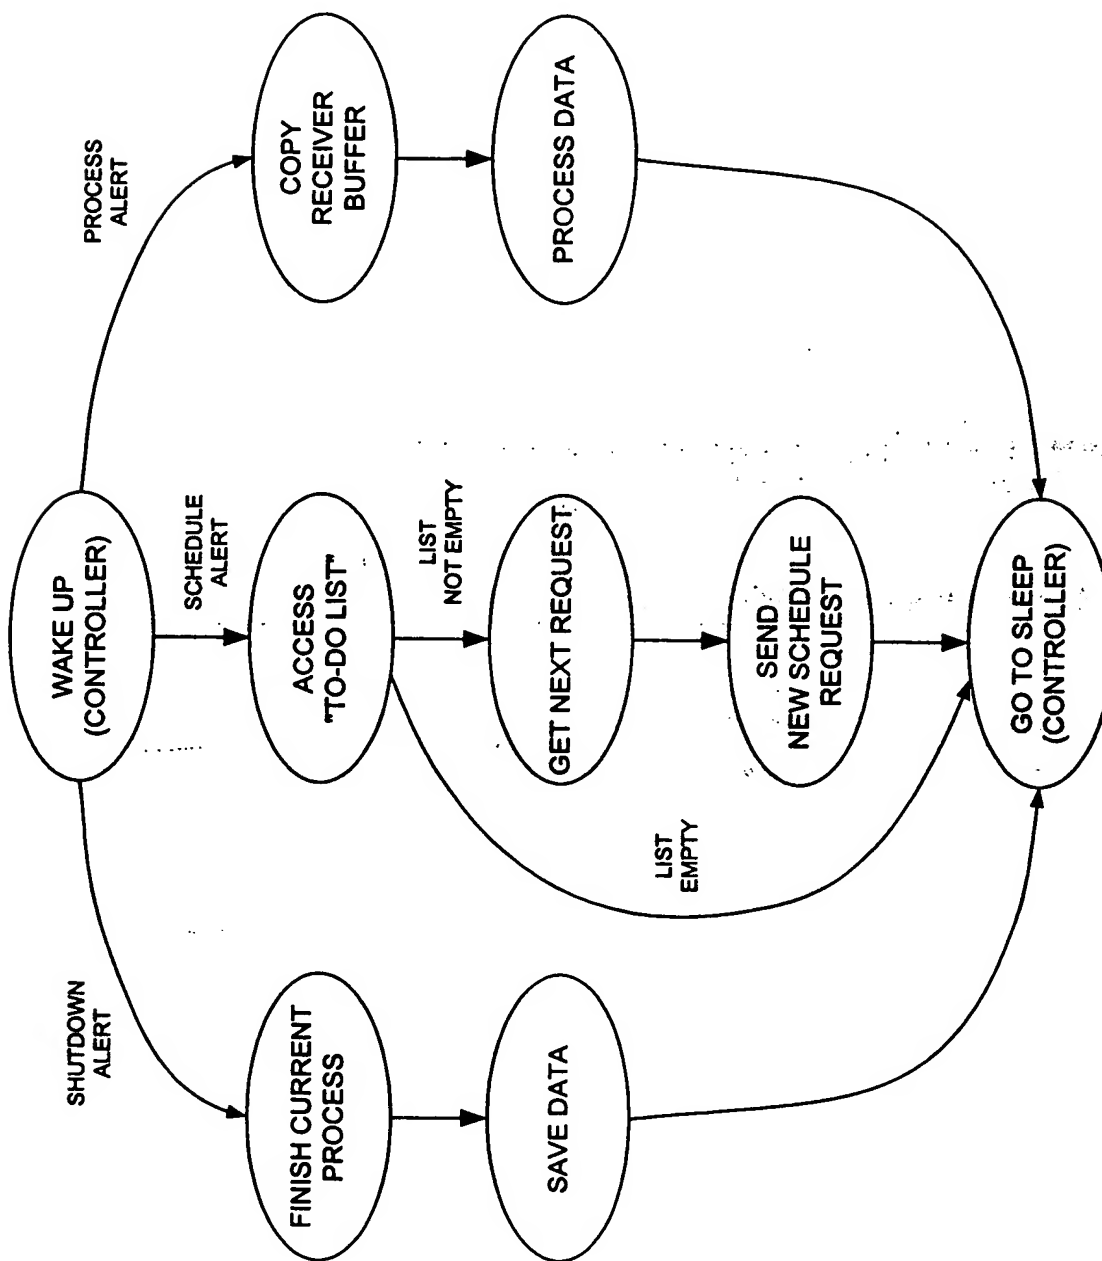 WAKE UP
(CONTROLLER)
SHUTDOWN
ALERT
SCHEDULE
ALERT
PROCESS
ALERT
FINISH CURRENT
PROCESS
ACCESS
"TO-DO LIST"
COPY
RECEIVER
BUFFER
LIST
NOT EMPTY
SAVE DATA
GET NEXT REQUEST
PROCESS DATA
LIST
EMPTY
SEND
NEW SCHEDULE
REQUEST
GO TO SLEEP
(CONTROLLER)